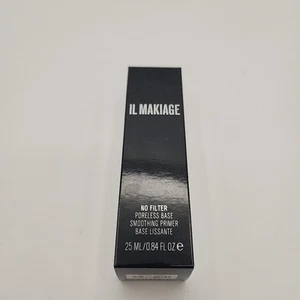 IL MAKIAGE
NO FILTER
PORELESS BASE
SMOOTHING PRIMER
BASE LISSANTE
25 ML/0.84 FL OZ e